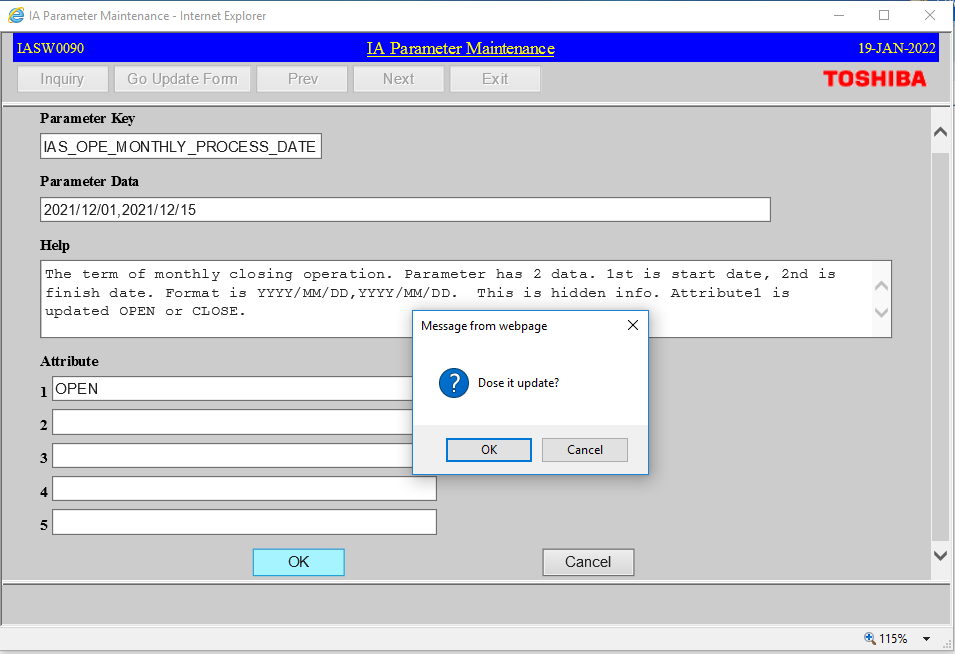 IA Parameter Maintenance - Internet Explorer
IASW0090 IA Parameter Maintenance 19-JAN-2022
Inquiry Go Update Form Prev Next Exit TOSHIBA
Parameter Key
IAS_OPE_MONTHLY_PROCESS_DATE
Parameter Data
2021/12/01,2021/12/15
Help
The term of monthly closing operation. Parameter has 2 data. 1st is start date, 2nd is
finish date. Format is YYYY/MM/DD,YYYY/MM/DD.  This is hidden info. Attribute1 is
updated OPEN or CLOSE.
Message from webpage
Dose it update?
OK Cancel
Attribute
1 OPEN
2
3
4
5
OK Cancel
115%